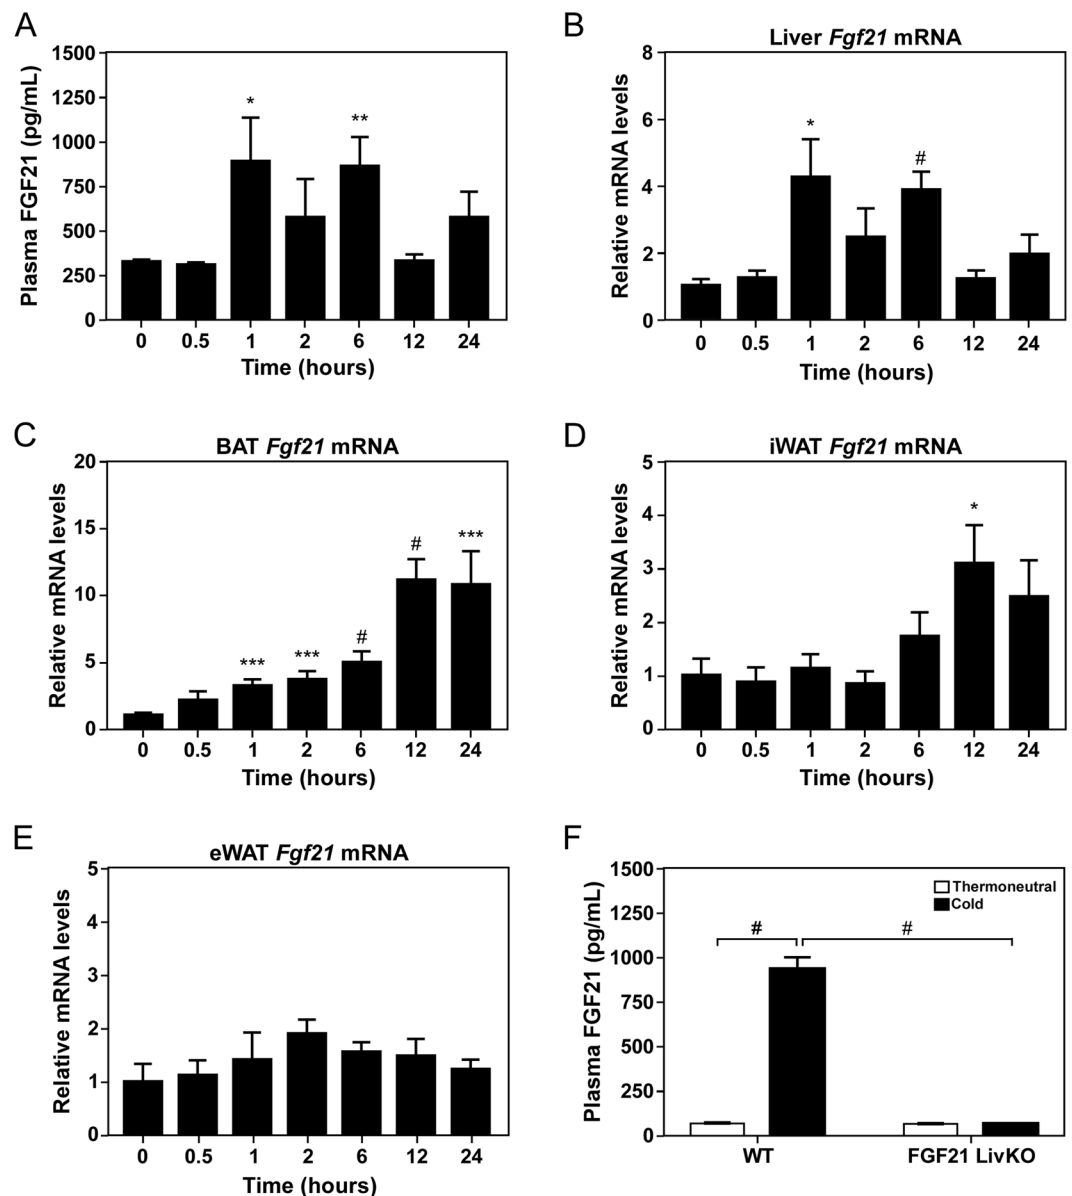 A
Plasma FGF21 (pg/mL)
1500
1250
1000
750
500
250
0
*
**
0 0.5 1 2 6 12 24
Time (hours)
B
Liver Fgf21 mRNA
Relative mRNA levels
8
6
4
2
0
*
#
0 0.5 1 2 6 12 24
Time (hours)
C
BAT Fgf21 mRNA
Relative mRNA levels
20
15
10
5
0
***
***
#
#
***
0 0.5 1 2 6 12 24
Time (hours)
D
iWAT Fgf21 mRNA
Relative mRNA levels
5
4
3
2
1
0
*
0 0.5 1 2 6 12 24
Time (hours)
E
eWAT Fgf21 mRNA
Relative mRNA levels
5
4
3
2
1
0
0 0.5 1 2 6 12 24
Time (hours)
F
Plasma FGF21 (pg/mL)
1500
1250
1000
750
500
250
0
Thermoneutral
Cold
# #
WT FGF21 LivKO